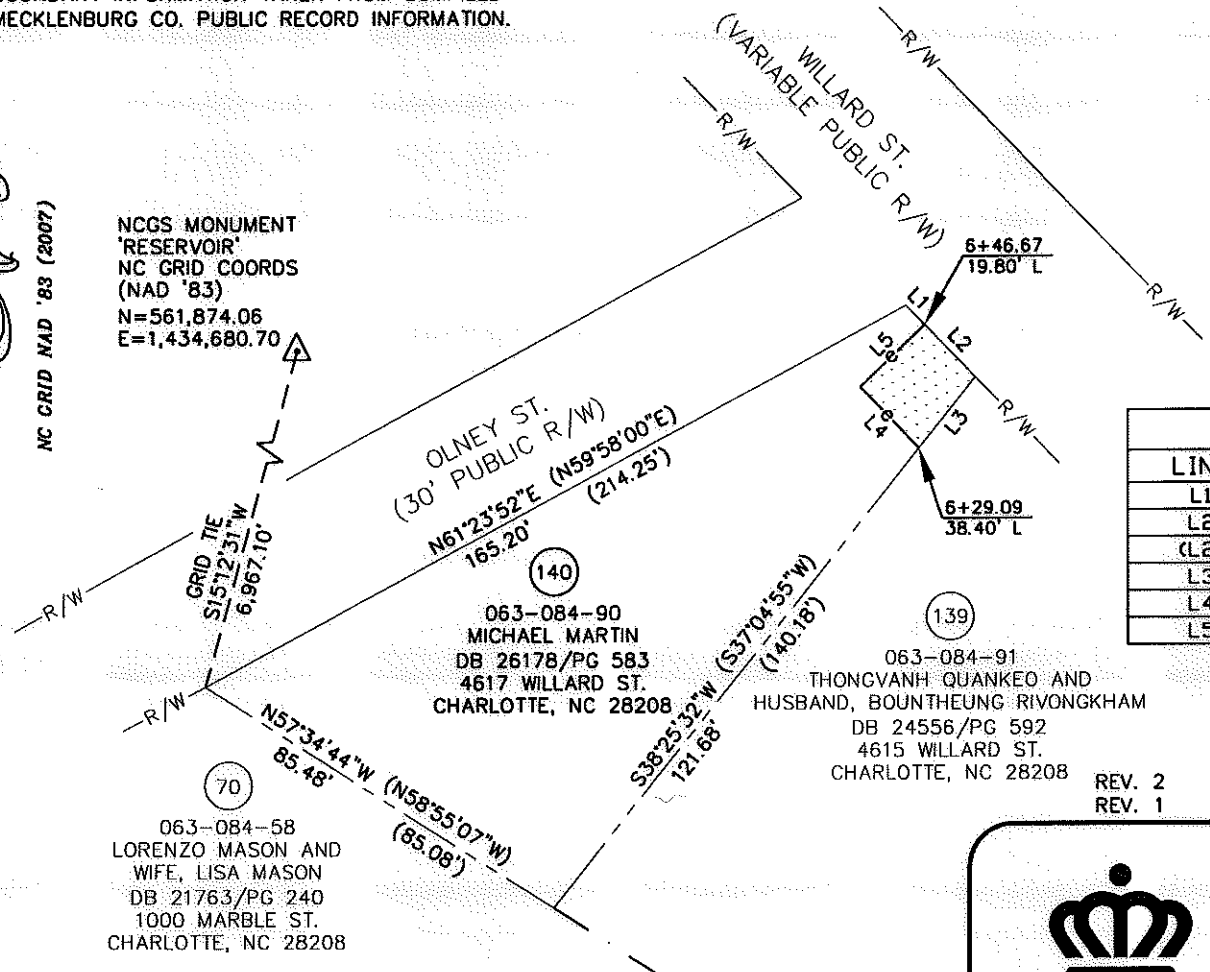 MECKLENBURG CO. PUBLIC RECORD INFORMATION.
NC GRID NAD '83 (2007)
NCGS MONUMENT
'RESERVOIR'
NC GRID COORDS
(NAD '83)
N=561,874.06
E=1,434,680.70
WILLARD ST.
(VARIABLE PUBLIC R/W)
R/W
R/W
R/W
R/W
6+46.67
19.80' L
L1
L2
L3
L4
L5
e
e
6+29.09
38.40' L
OLNEY ST.
(30' PUBLIC R/W)
N61°23'52"E (N59°58'00"E)
165.20' (214.25')
GRID TIE
S15°12'31"W
6,967.10'
R/W
R/W
140
063-084-90
MICHAEL MARTIN
DB 26178/PG 583
4617 WILLARD ST.
CHARLOTTE, NC 28208
S38°25'32"W (S37°04'55"W)
121.68' (140.18')
139
063-084-91
THONGVANH QUANKEO AND
HUSBAND, BOUNTHEUNG RIVONGKHAM
DB 24556/PG 592
4615 WILLARD ST.
CHARLOTTE, NC 28208
N57°34'44"W (N58°55'07"W)
85.48' (85.08')
70
063-084-58
LORENZO MASON AND
WIFE, LISA MASON
DB 21763/PG 240
1000 MARBLE ST.
CHARLOTTE, NC 28208
LIN
L1
L2
(L2
L3
L4
L5
REV. 2
REV. 1